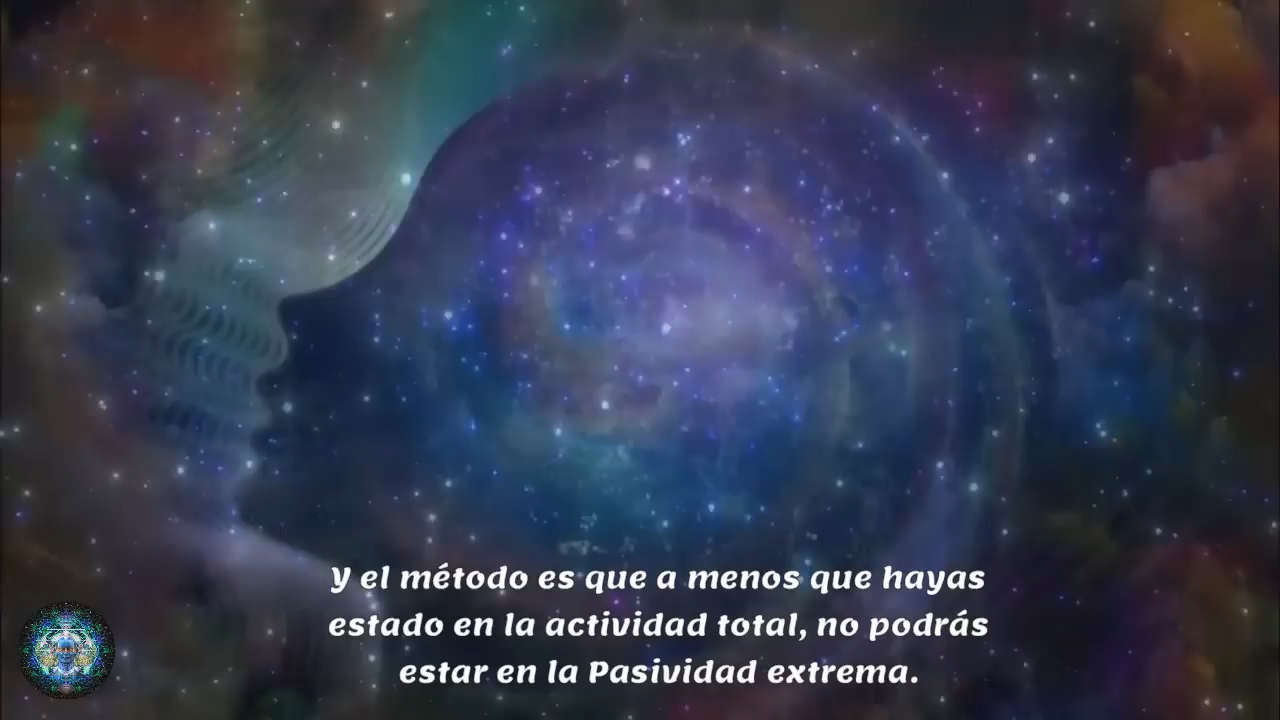 Y el método es que a menos que hayas
estado en la actividad total, no podrás
estar en la Pasividad extrema.